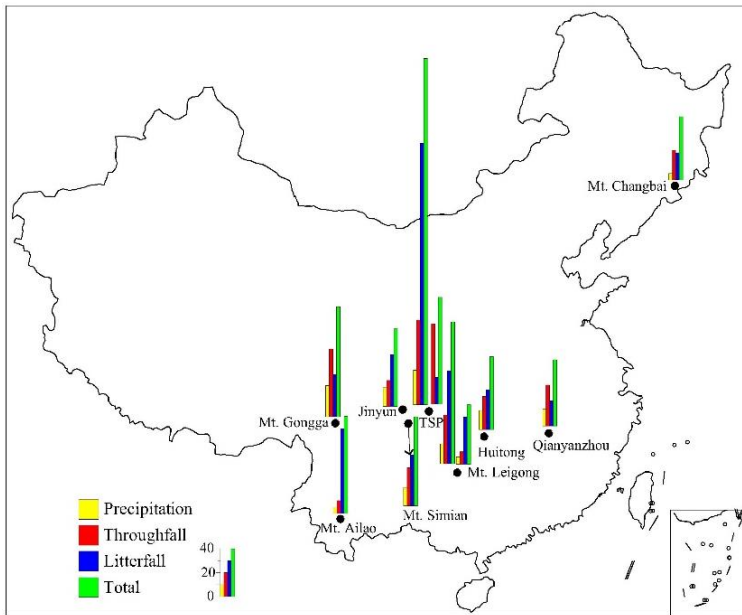 Mt. Changbai
Jinyun
TSP
Mt. Gongga
Huitong
Qianyanzhou
Mt. Leigong
Mt. Simian
Mt. Ailao
Precipitation
Throughfall
Litterfall
Total
40
20
0